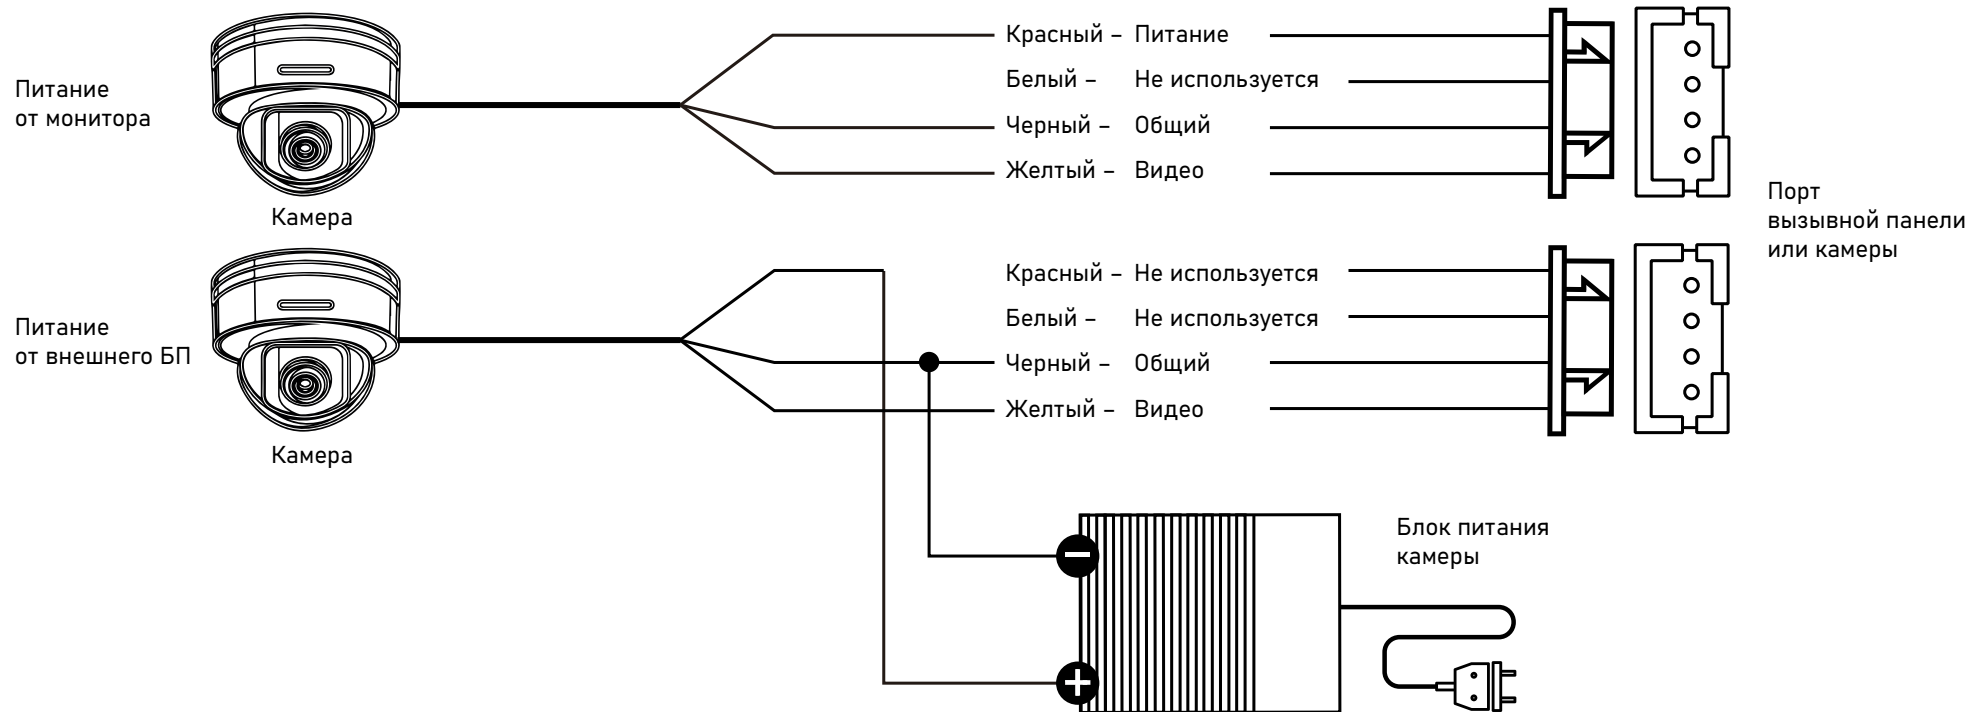 Питание
от монитора
Камера
Красный – Питание
Белый – Не используется
Черный – Общий
Желтый – Видео
Порт
вызывной панели
или камеры
Питание
от внешнего БП
Камера
Красный – Не используется
Белый – Не используется
Черный – Общий
Желтый – Видео
Блок питания
камеры